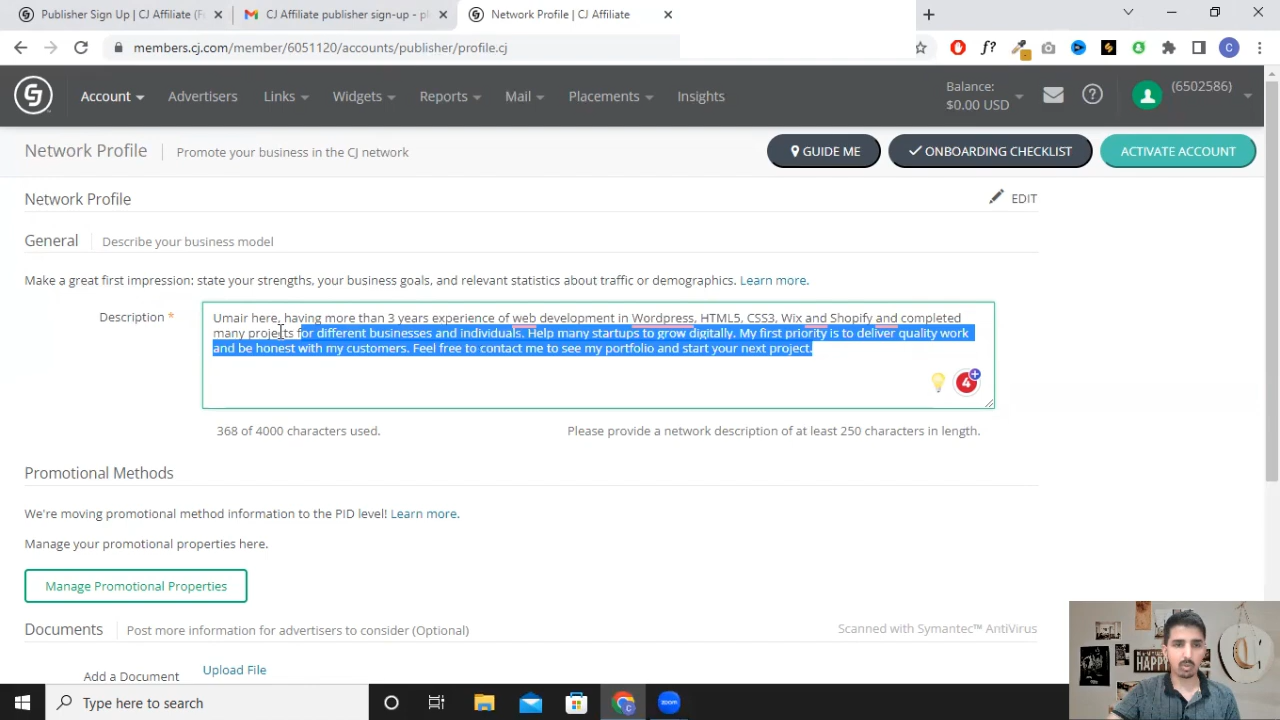 Publisher Sign Up | CJ Affiliate (F
CJ Affiliate publisher sign-up - pl
Network Profile | CJ Affiliate
members.cj.com/member/6051120/accounts/publisher/profile.cj
f?
C
Account
Advertisers
Links
Widgets
Reports
Mail
Placements
Insights
Balance:
$0.00 USD
(6502586)
Network Profile
Promote your business in the CJ network
GUIDE ME
ONBOARDING CHECKLIST
ACTIVATE ACCOUNT
Network Profile
EDIT
General
Describe your business model
Make a great first impression: state your strengths, your business goals, and relevant statistics about traffic or demographics. Learn more.
Description *
Umair here, having more than 3 years experience of web development in Wordpress, HTML5, CSS3, Wix and Shopify and completed
many projects for different businesses and individuals. Help many startups to grow digitally. My first priority is to deliver quality work
and be honest with my customers. Feel free to contact me to see my portfolio and start your next project.
4
368 of 4000 characters used.
Please provide a network description of at least 250 characters in length.
Promotional Methods
We're moving promotional method information to the PID level! Learn more.
Manage your promotional properties here.
Manage Promotional Properties
Documents
Post more information for advertisers to consider (Optional)
Scanned with Symantec™ AntiVirus
Add a Document
Upload File
HAPPY
Type here to search
zoom